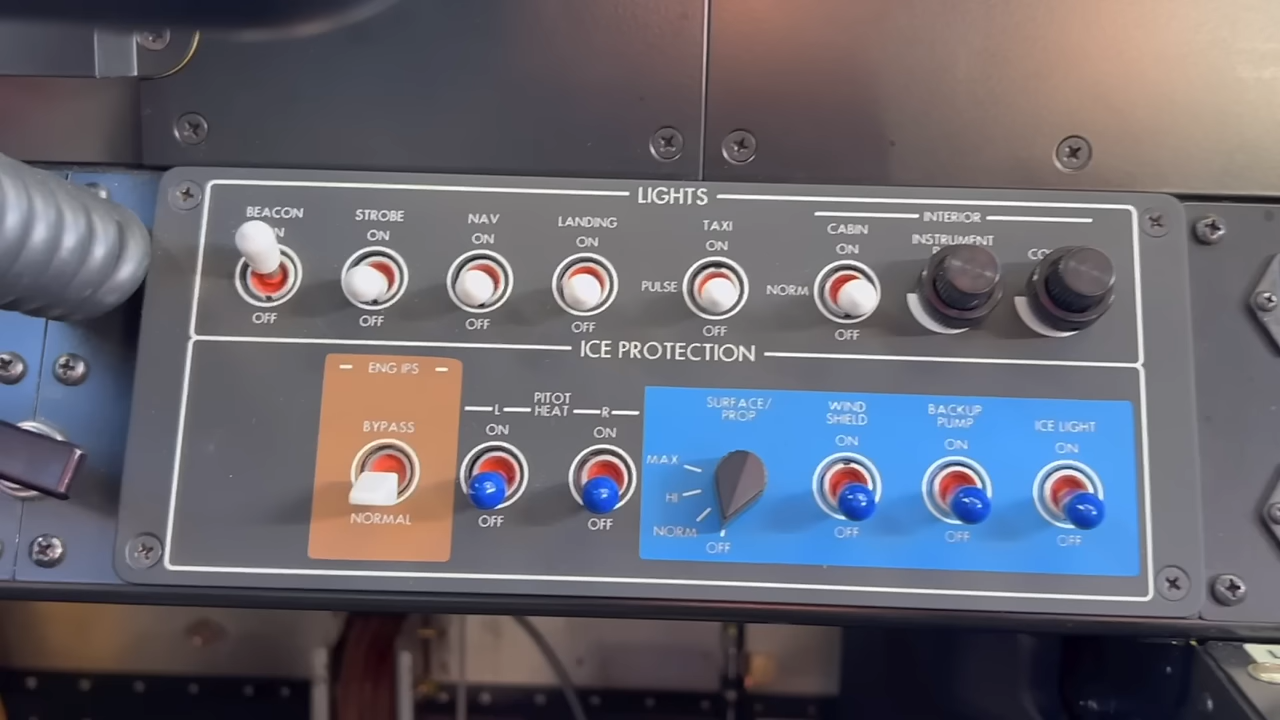 LIGHTS
BEACON
STROBE
NAV
LANDING
TAXI
CABIN
INTERIOR
INSTRUMENT
ON
ON
ON
ON
ON
PULSE
NORM
OFF
OFF
OFF
OFF
OFF
OFF
ICE PROTECTION
ENG IPS
BYPASS
NORMAL
PITOT
HEAT
L
R
ON
ON
OFF
OFF
SURFACE/
PROP
MAX
HI
NORM
OFF
WIND
SHIELD
ON
OFF
BACKUP
PUMP
ON
OFF
ICE LIGHT
ON
OFF